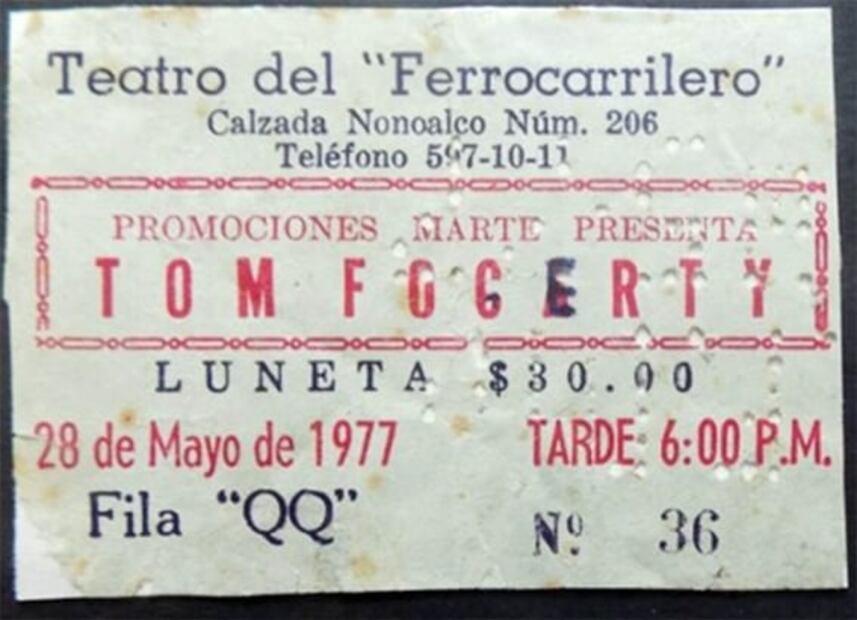 Teatro del "Ferrocarrilero"
Calzada Nonoalco Núm. 206
Teléfono 597-10-11
PROMOCIONES MARTE PRESENTA
TOM FOGERTY
LUNETA $30.00
28 de Mayo de 1977 TARDE 6:00 P.M.
Fila "QQ" Nº 36